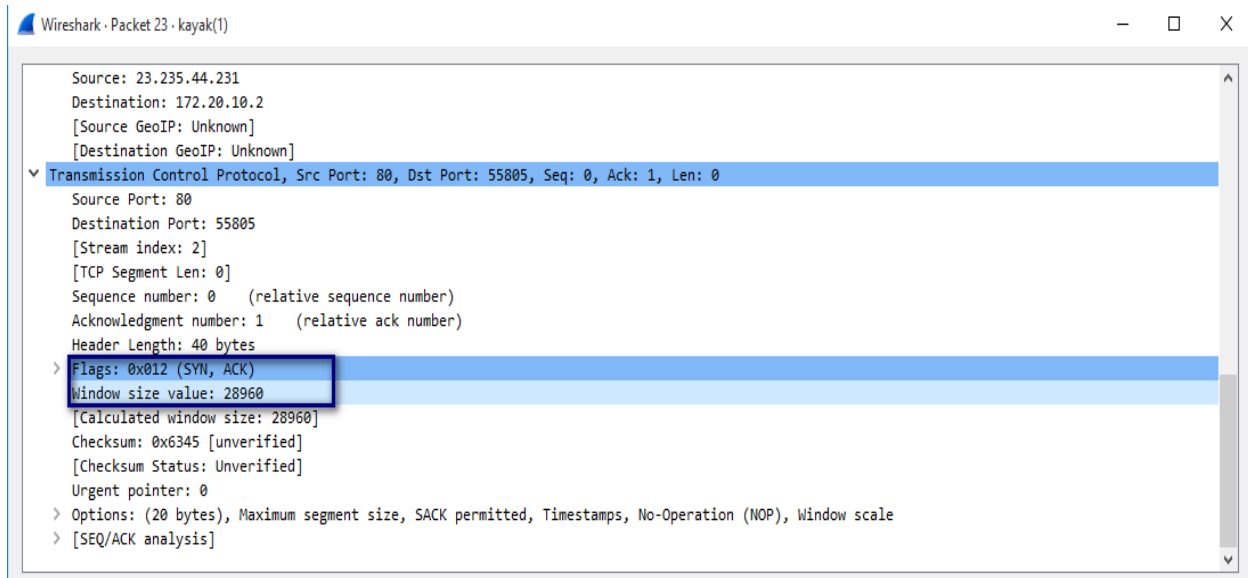 Wireshark · Packet 23 · kayak(1)
Source: 23.235.44.231
Destination: 172.20.10.2
[Source GeoIP: Unknown]
[Destination GeoIP: Unknown]
Transmission Control Protocol, Src Port: 80, Dst Port: 55805, Seq: 0, Ack: 1, Len: 0
Source Port: 80
Destination Port: 55805
[Stream index: 2]
[TCP Segment Len: 0]
Sequence number: 0    (relative sequence number)
Acknowledgment number: 1    (relative ack number)
Header Length: 40 bytes
Flags: 0x012 (SYN, ACK)
Window size value: 28960
[Calculated window size: 28960]
Checksum: 0x6345 [unverified]
[Checksum Status: Unverified]
Urgent pointer: 0
Options: (20 bytes), Maximum segment size, SACK permitted, Timestamps, No-Operation (NOP), Window scale
[SEQ/ACK analysis]